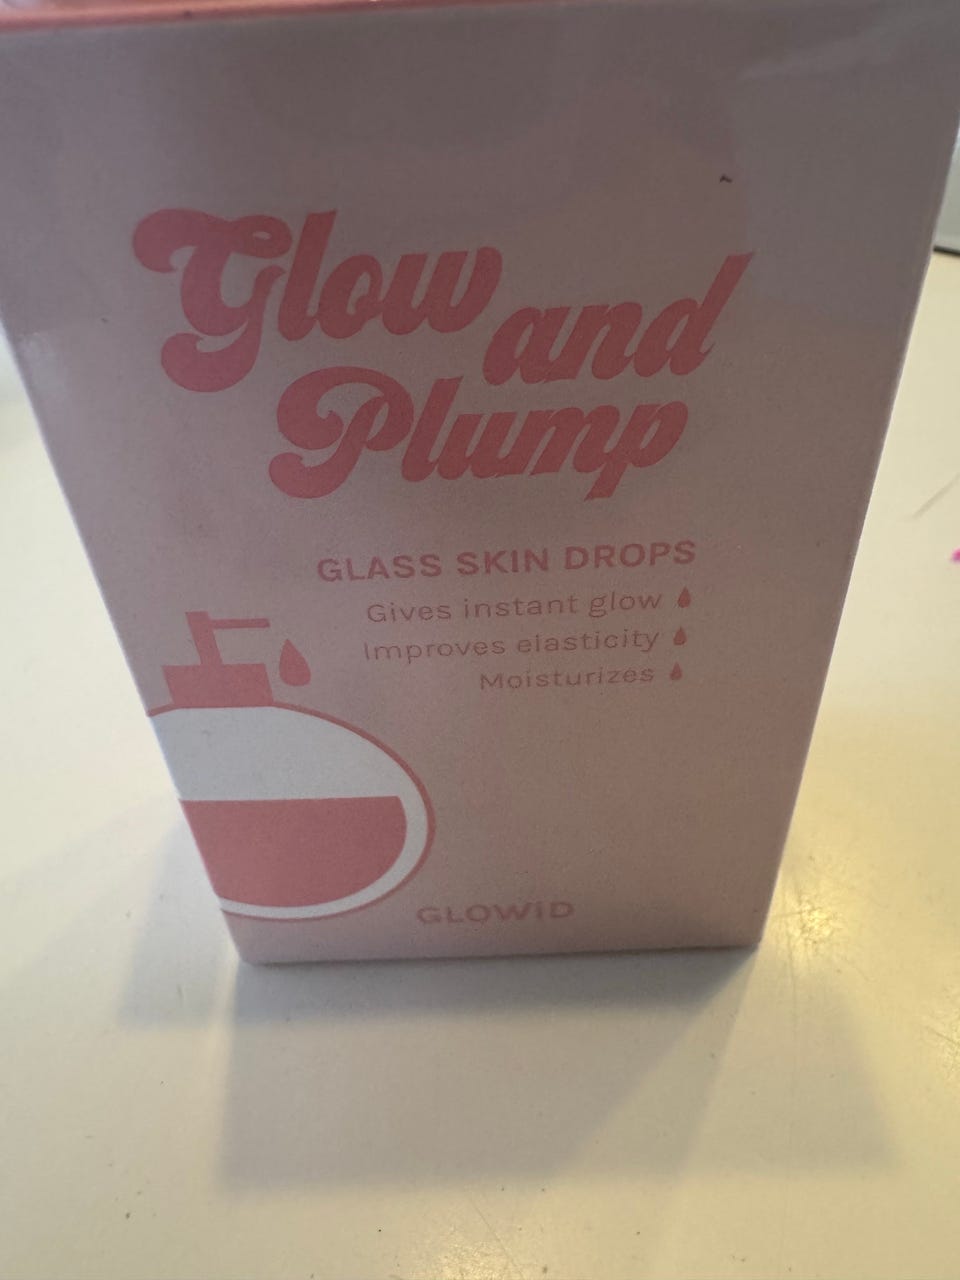 Glow and
Plump
GLASS SKIN DROPS
Gives instant glow
Improves elasticity
Moisturizes
GLOWiD